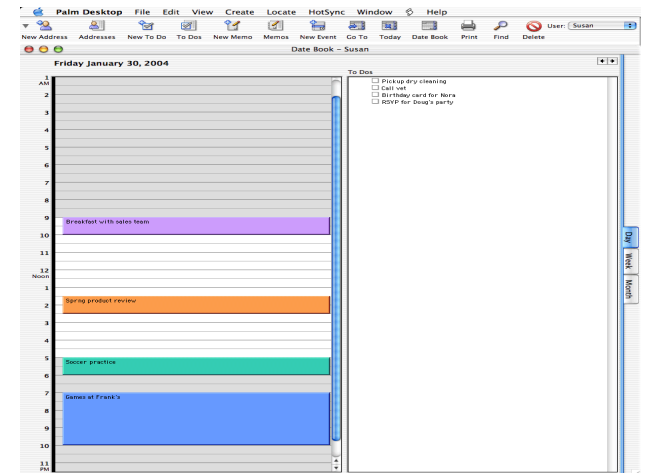 Palm Desktop File Edit View Create Locate HotSync Window Help
New Address Addresses New To Do To Dos New Memo Memos New Event Go To Today Date Book Print Find Delete User: Susan
Date Book – Susan
Friday January 30, 2004
To Dos
Pickup dry cleaning
Call vet
Birthday card for Nora
RSVP for Doug's party
1
AM
2
3
4
5
6
7
8
9
Breakfast with sales team
10
11
12
Noon
1
Spring product review
2
3
4
5
Soccer practice
6
7
Games at Frank's
8
9
10
11
PM
Day
Week
Month